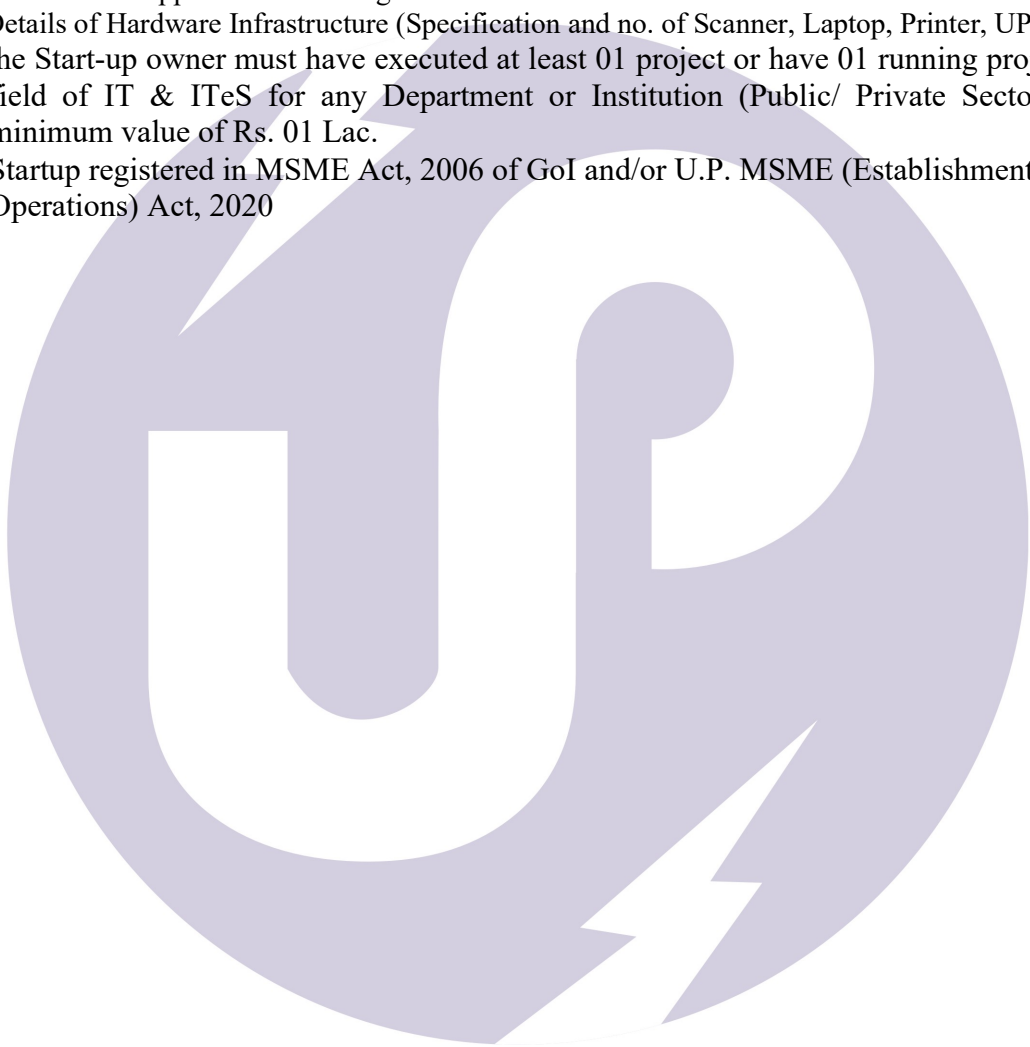 Details of Hardware Infrastructure (Specification and no. of Scanner, Laptop, Printer, UP
the Start-up owner must have executed at least 01 project or have 01 running proj
field of IT & ITeS for any Department or Institution (Public/ Private Secto
minimum value of Rs. 01 Lac.
Startup registered in MSME Act, 2006 of GoI and/or U.P. MSME (Establishment
Operations) Act, 2020
UP